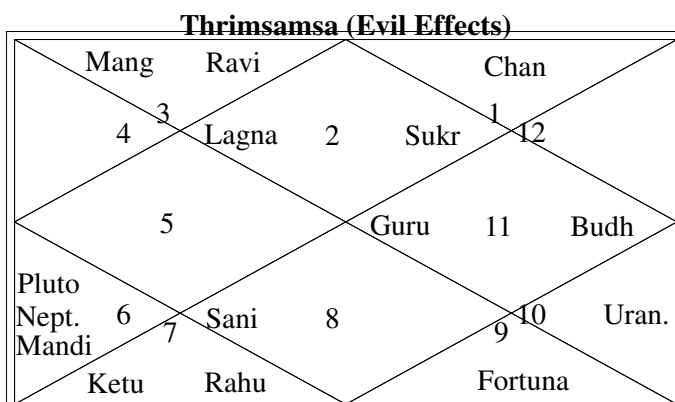 Thrimsamsa (Evil Effects)
Mang Ravi Chan
3 1
4 Lagna 2 Sukr 12
5 Guru 11 Budh
Pluto
Nept. 6 Sani 8 10 Uran.
7 9
Mandi
Ketu Rahu Fortuna